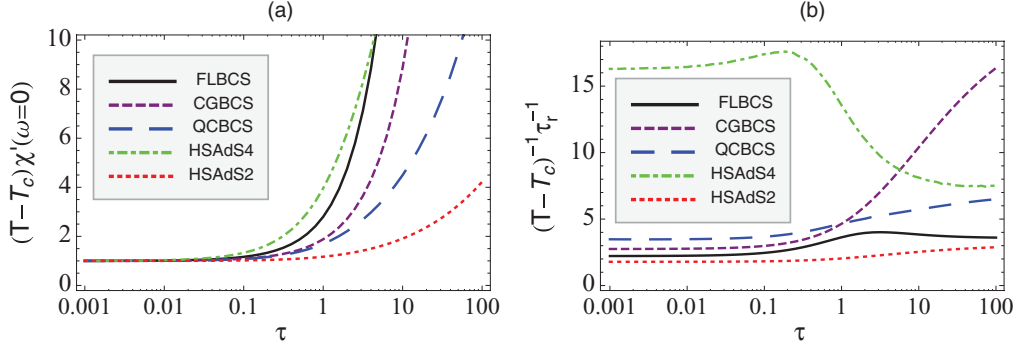 (a)
(T−T_c)χ'(ω=0)
10
8
6
4
2
0
FLBCS
CGBCS
QCBCS
HSAdS4
HSAdS2
0.001 0.01 0.1 1 10 100
τ
(b)
(T−T_c)⁻¹τ_r⁻¹
15
10
5
0
FLBCS
CGBCS
QCBCS
HSAdS4
HSAdS2
0.001 0.01 0.1 1 10 100
τ